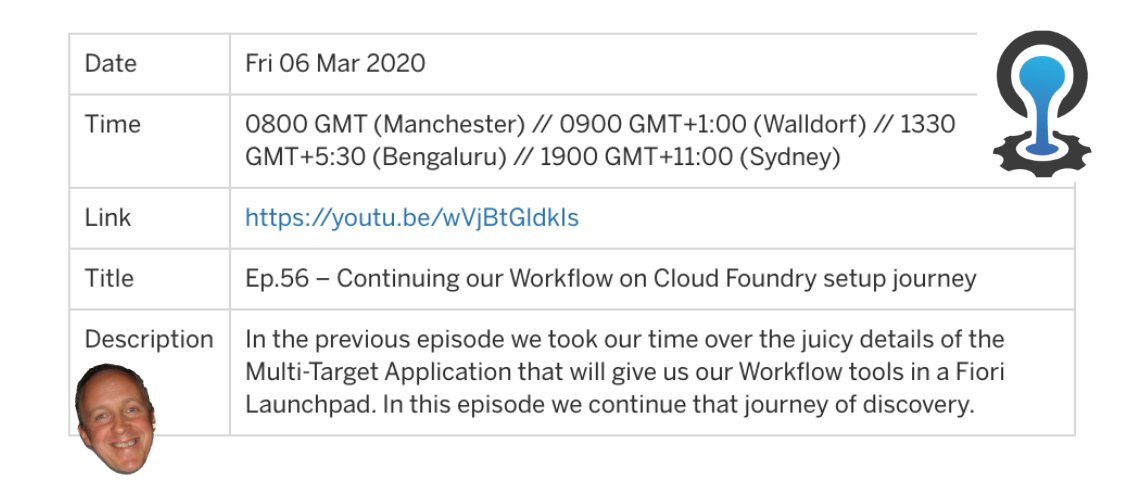 Date
Fri 06 Mar 2020
Time
0800 GMT (Manchester) // 0900 GMT+1:00 (Walldorf) // 1330
GMT+5:30 (Bengaluru) // 1900 GMT+11:00 (Sydney)
Link
https://youtu.be/wVjBtGldkIs
Title
Ep.56 – Continuing our Workflow on Cloud Foundry setup journey
Description
In the previous episode we took our time over the juicy details of the
Multi-Target Application that will give us our Workflow tools in a Fiori
Launchpad. In this episode we continue that journey of discovery.